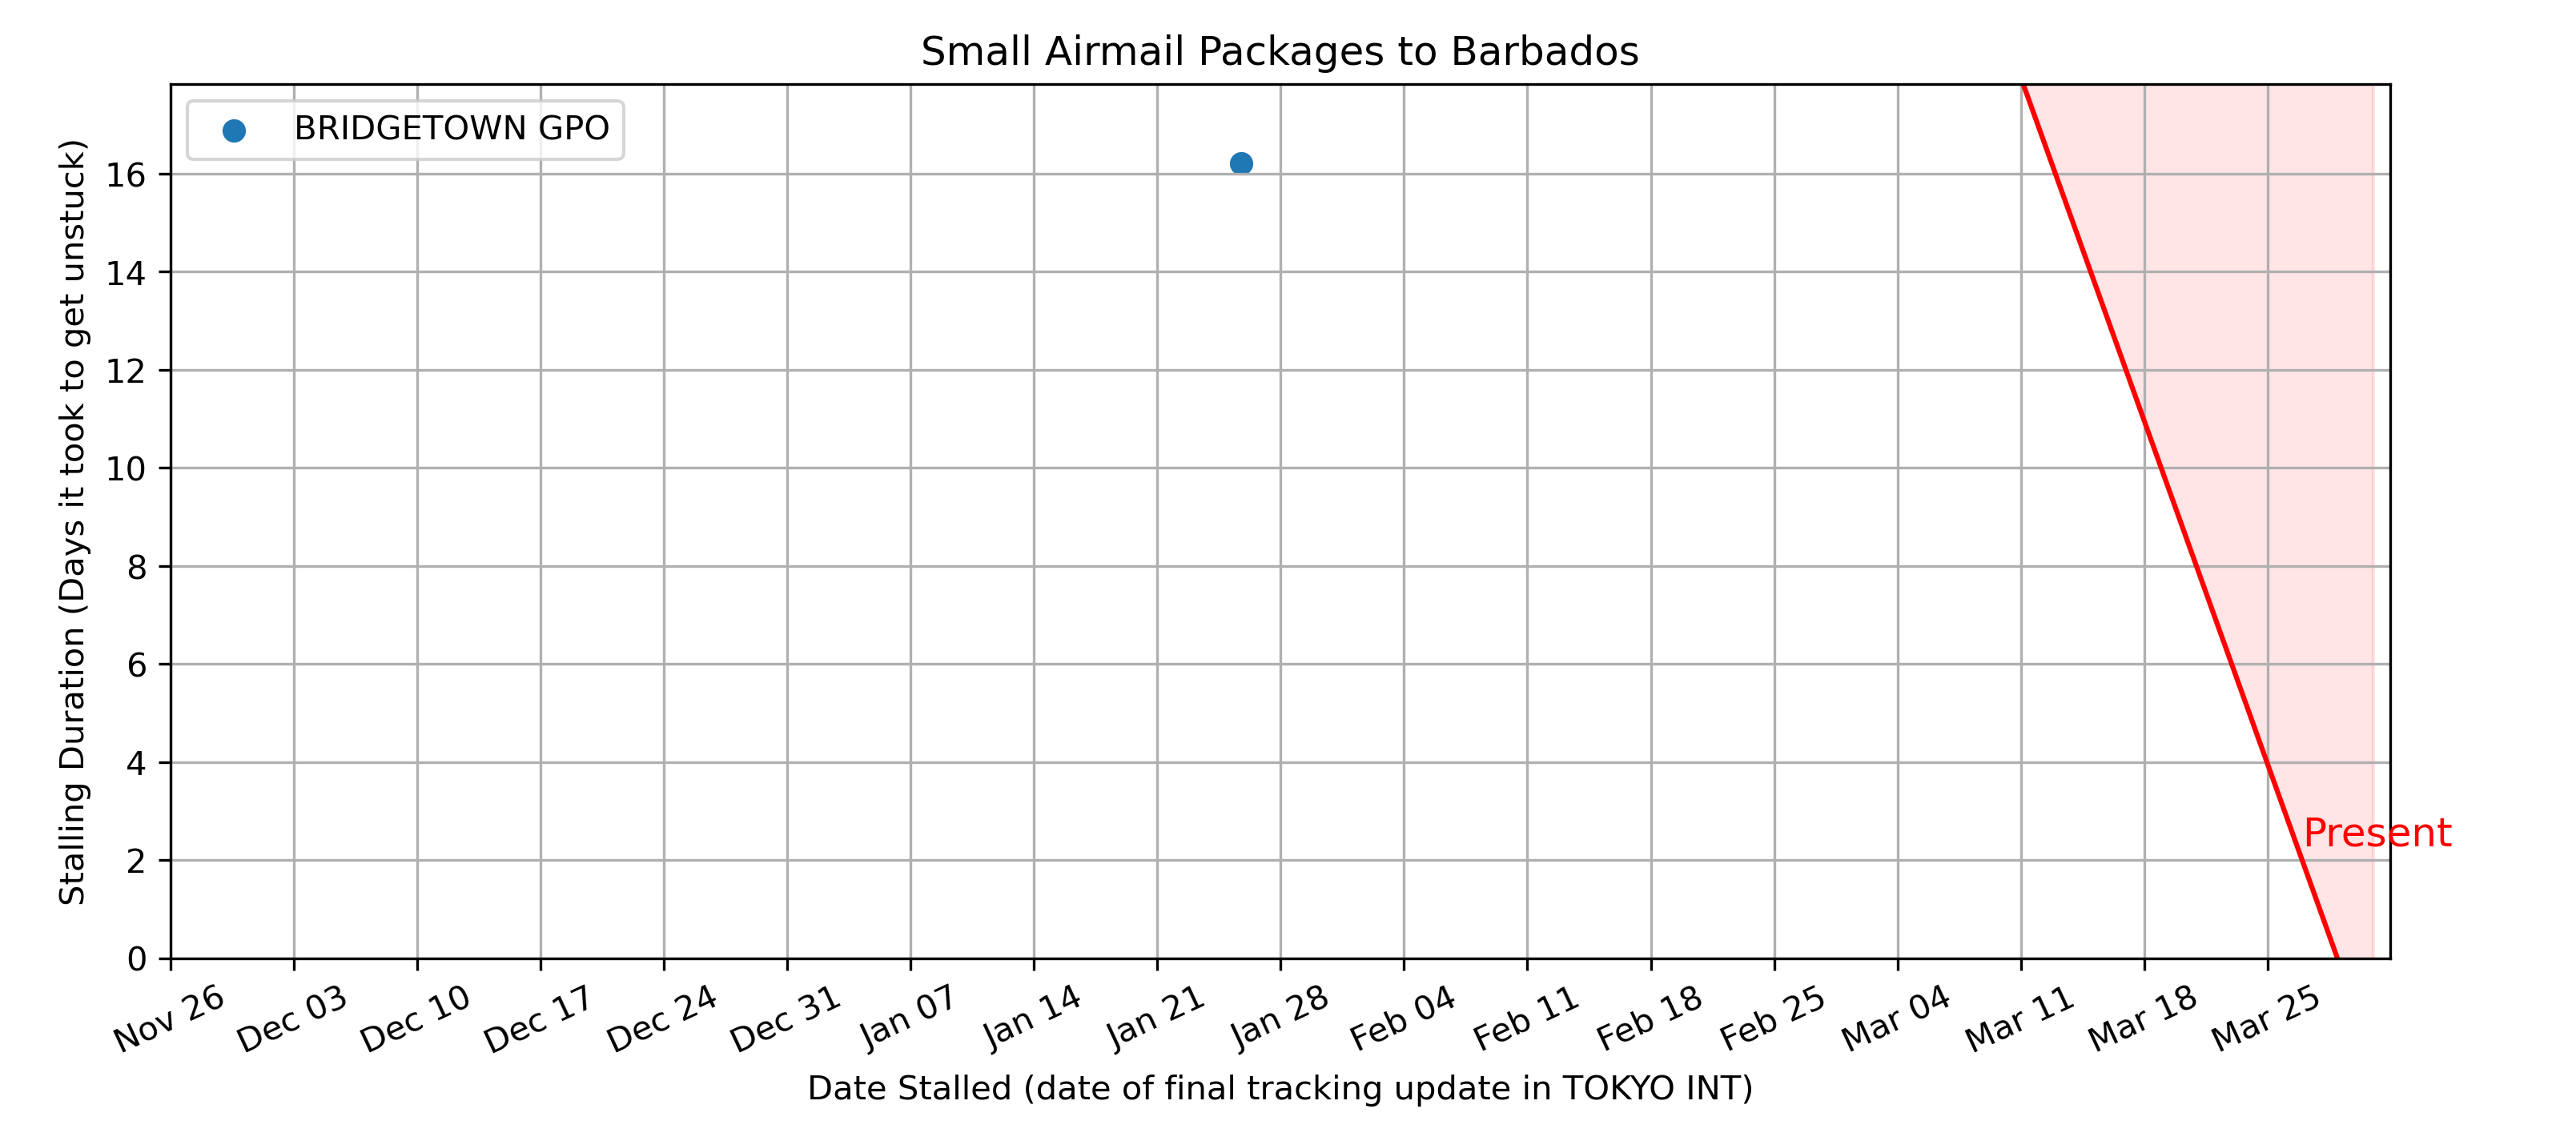 Small Airmail Packages to Barbados
BRIDGETOWN GPO
Stalling Duration (Days it took to get unstuck)
16
14
12
10
8
6
4
2
0
Present
Nov 26 Dec 03 Dec 10 Dec 17 Dec 24 Dec 31 Jan 07 Jan 14 Jan 21 Jan 28 Feb 04 Feb 11 Feb 18 Feb 25 Mar 04 Mar 11 Mar 18 Mar 25
Date Stalled (date of final tracking update in TOKYO INT)